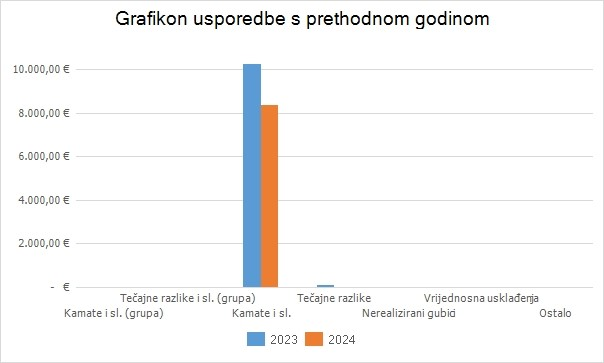 Grafikon usporedbe s prethodnom godinom
10.000,00 €
8.000,00 €
6.000,00 €
4.000,00 €
2.000,00 €
- €
Tečajne razlike i sl. (grupa) Tečajne razlike Vrijednosna usklađenja
Kamate i sl. (grupa) Kamate i sl. Nerealizirani gubici Ostalo
2023 2024